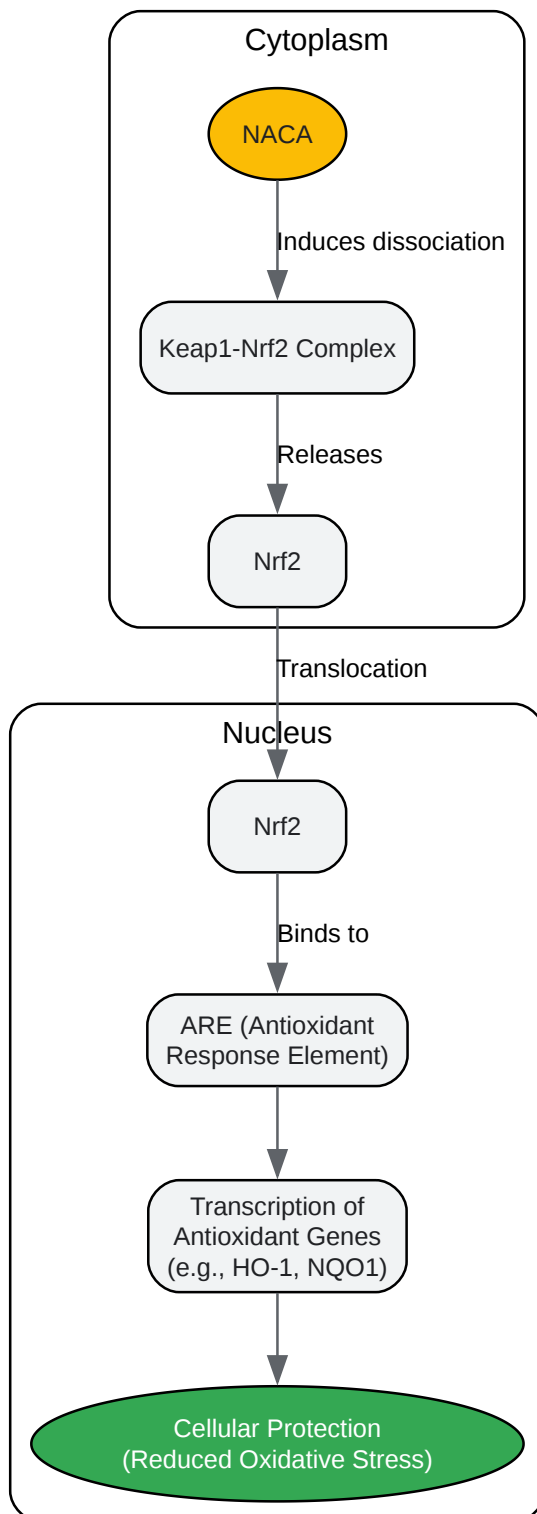 Cytoplasm
NACA
Induces dissociation
Keap1-Nrf2 Complex
Releases
Nrf2
Translocation
Nucleus
Nrf2
Binds to
ARE (Antioxidant
Response Element)
Transcription of
Antioxidant Genes
(e.g., HO-1, NQO1)
Cellular Protection
(Reduced Oxidative Stress)